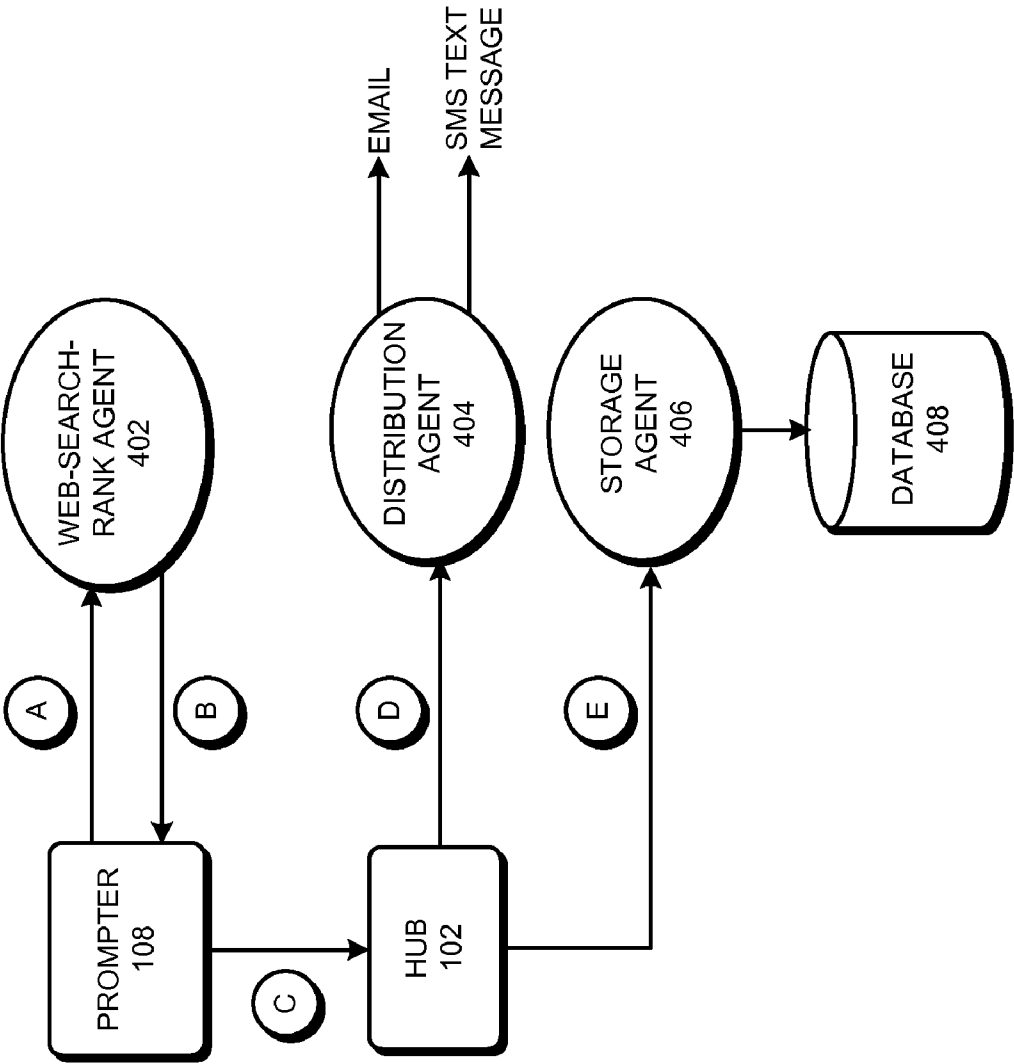 A
PROMPTER
108
WEB-SEARCH-
RANK AGENT
402
B
C
EMAIL
D
HUB
102
DISTRIBUTION
AGENT
404
SMS TEXT
MESSAGE
E
STORAGE
AGENT
406
DATABASE
408